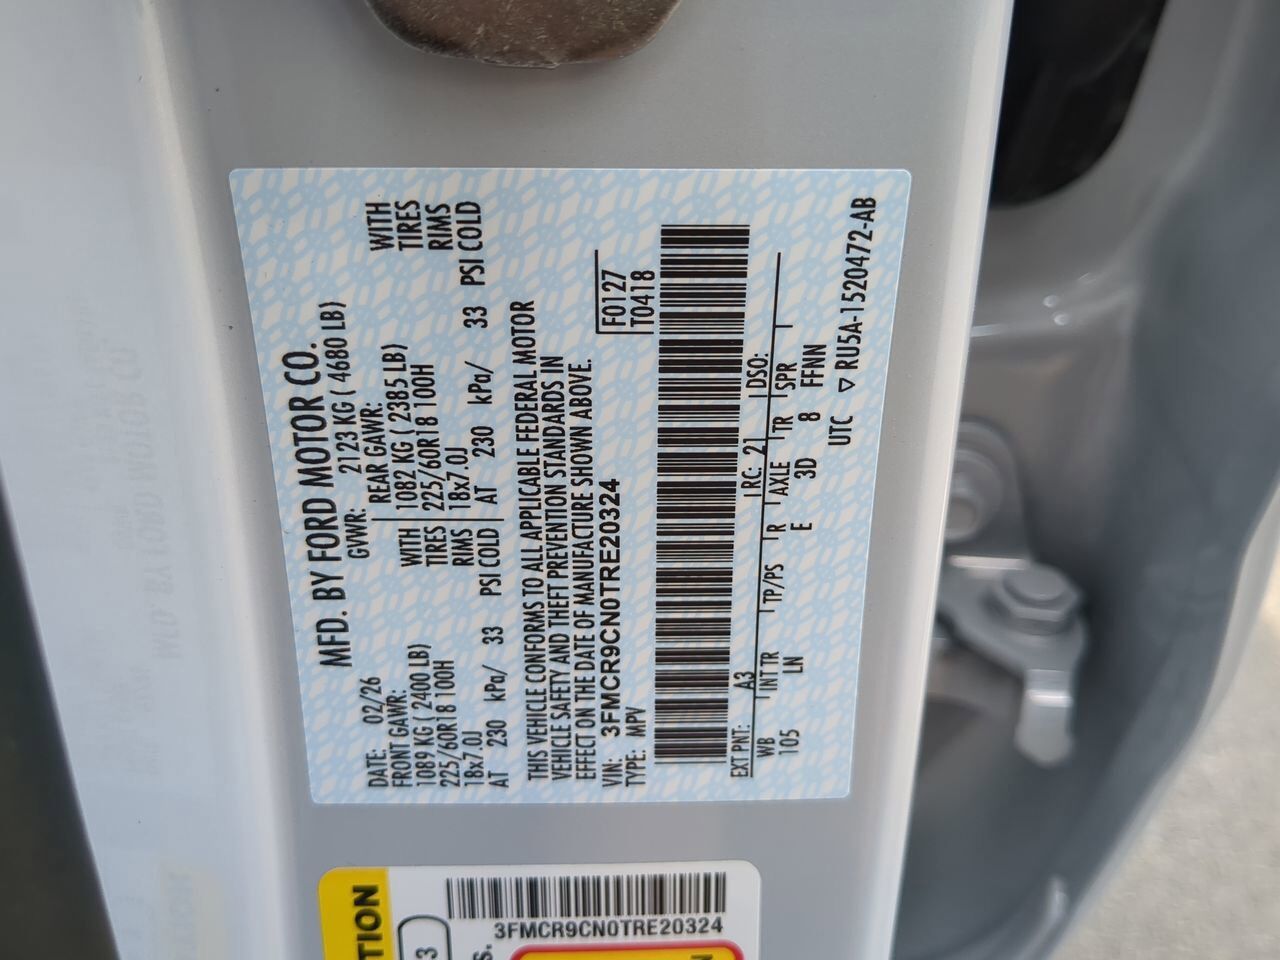 MFD. BY FORD MOTOR CO.
DATE: 02/26 GVWR: 2123 KG ( 4680 LB)
FRONT GAWR: REAR GAWR:
1089 KG ( 2400 LB) WITH 1082 KG ( 2385 LB) WITH
225/60R18 100H TIRES 225/60R18 100H TIRES
18x7.0J RIMS 18x7.0J RIMS
AT 230 kPa/ 33 PSI COLD AT 230 kPa/ 33 PSI COLD
THIS VEHICLE CONFORMS TO ALL APPLICABLE FEDERAL MOTOR
VEHICLE SAFETY AND THEFT PREVENTION STANDARDS IN
EFFECT ON THE DATE OF MANUFACTURE SHOWN ABOVE.
VIN: 3FMCR9CN0TRE20324 F0127
TYPE: MPV T0418
EXT PNT: A3 RC: 21 DSO:
WB INT TR TP/PS R AXLE TR SPR
105 LN E 3D 8 FFNN
UTC ▽ RU5A-1520472-AB
TION
3
S.
3FMCR9CN0TRE20324
N